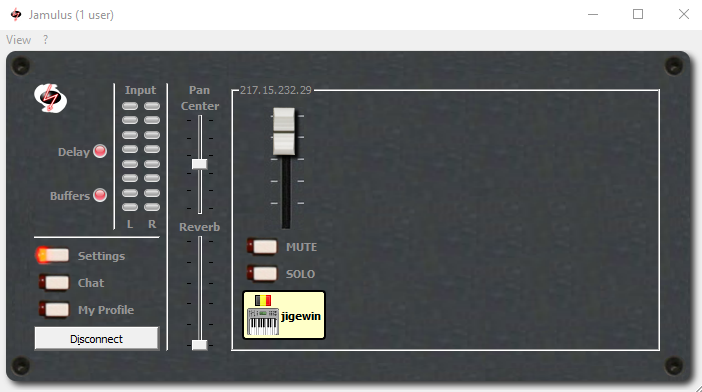 Jamulus (1 user)
View ?
Input
Pan
Center
217.15.232.29
Delay
Buffers
L R
Reverb
Settings
MUTE
Chat
SOLO
My Profile
jigewin
Disconnect